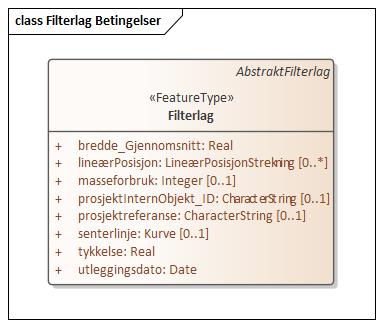 class Filterlag Betingelser
AbstraktFilterlag
«FeatureType»
Filterlag
+ bredde_Gjennomsnitt: Real
+ lineærPosisjon: LineærPosisjonStrekning [0..*]
+ masseforbruk: Integer [0..1]
+ prosjektInternObjekt_ID: CharacterString [0..1]
+ prosjektreferanse: CharacterString [0..1]
+ senterlinje: Kurve [0..1]
+ tykkelse: Real
+ utleggingsdato: Date